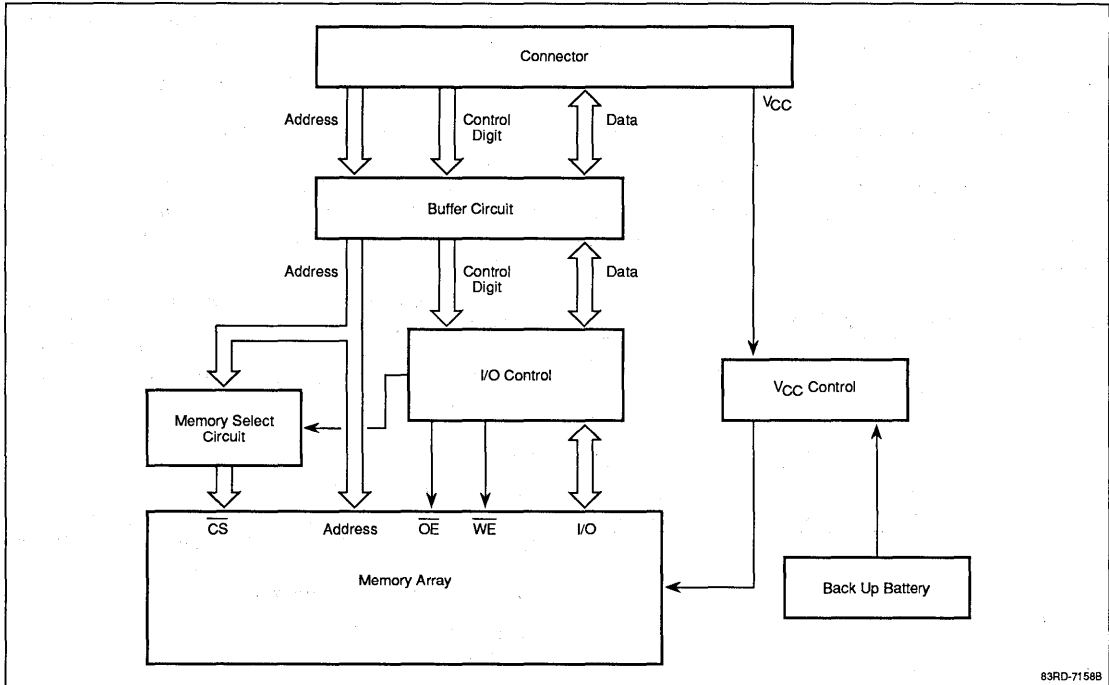 Connector
VCC
Address
Control
Digit
Data
Buffer Circuit
Address
Control
Digit
Data
I/O Control
VCC Control
Memory Select
Circuit
CS
Address
OE
WE
I/O
Memory Array
Back Up Battery
83RD-7158B